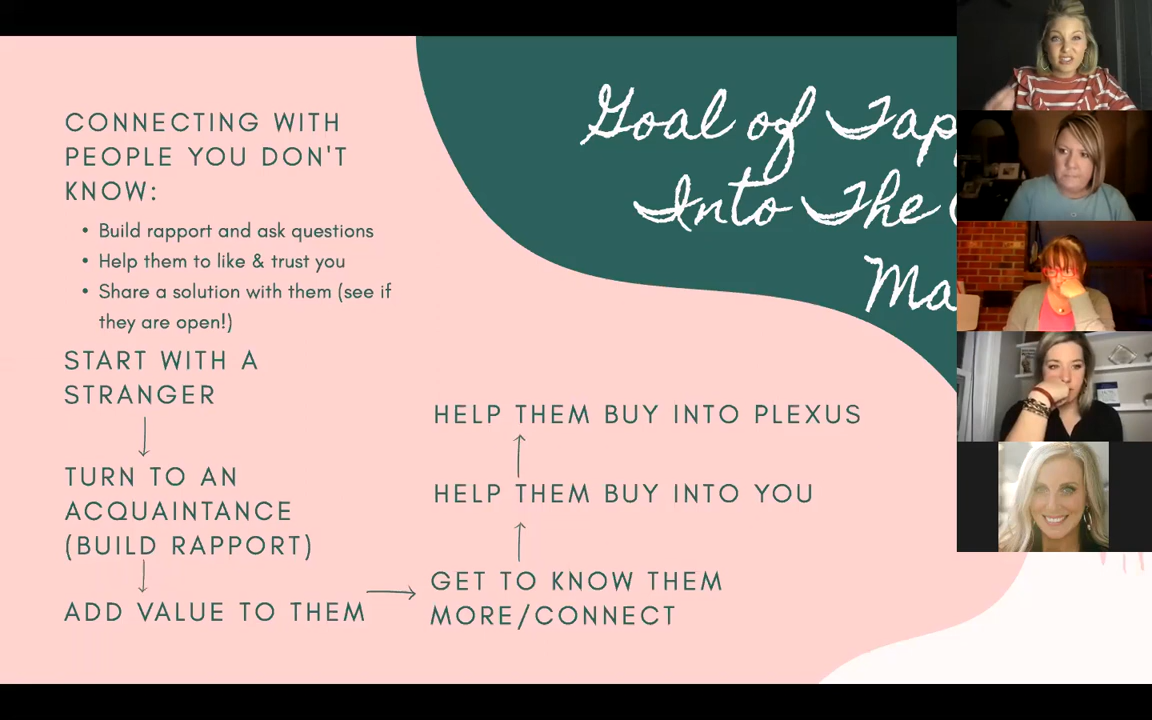 Goal of
Into The
CONNECTING WITH
PEOPLE YOU DON'T
KNOW:
• Build rapport and ask questions
• Help them to like & trust you
• Share a solution with them (see if
they are open!)
START WITH A
STRANGER
TURN TO AN
ACQUAINTANCE
(BUILD RAPPORT)
ADD VALUE TO THEM
GET TO KNOW THEM
MORE/CONNECT
HELP THEM BUY INTO YOU
HELP THEM BUY INTO PLEXUS